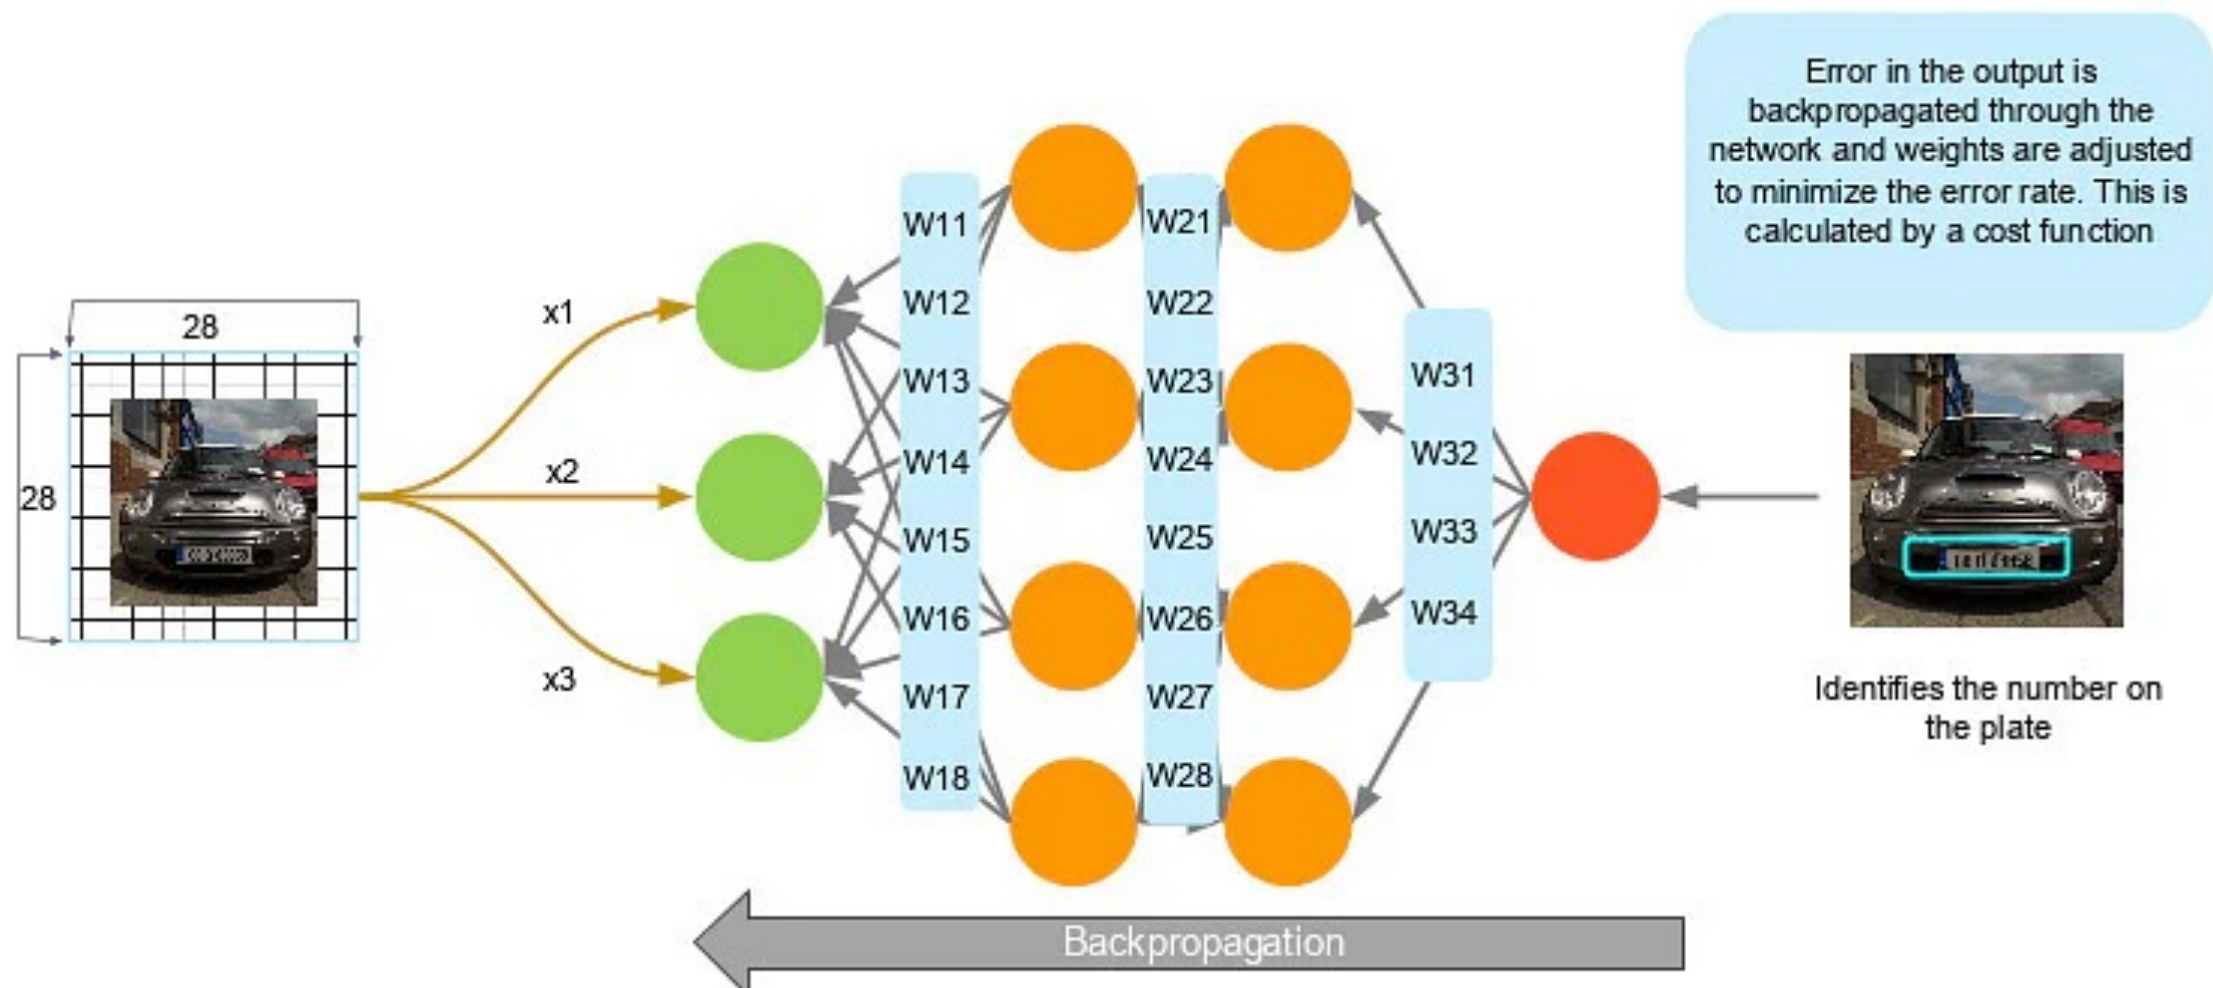 Error in the output is
backpropagated through the
network and weights are adjusted
to minimize the error rate. This is
calculated by a cost function
28
28
x1
x2
x3
W11
W12
W13
W14
W15
W16
W17
W18
W21
W22
W23
W24
W25
W26
W27
W28
W31
W32
W33
W34
Identifies the number on
the plate
Backpropagation